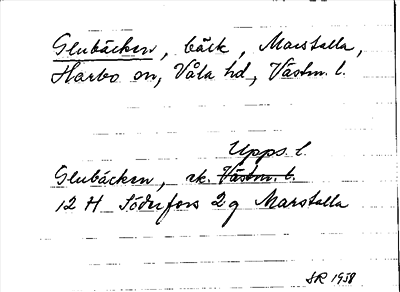 Glubäcken, bäck, Marstalla,
Harbo sn, Våla hd, Västm. l.
Upps. l.
Glubäcken, rk. Västm. l.
12 H Söderfors 2 g Marstalla
SR 1958